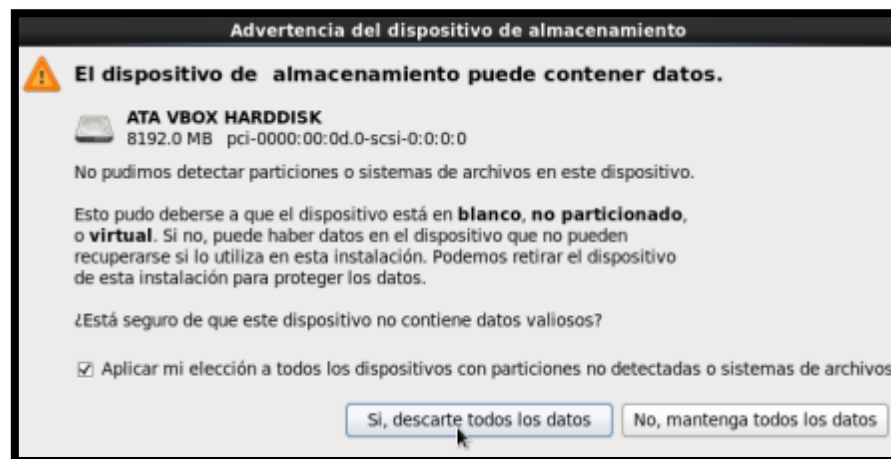 Advertencia del dispositivo de almacenamiento
El dispositivo de almacenamiento puede contener datos.
ATA VBOX HARDDISK
8192.0 MB pci-0000:00:0d.0-scsi-0:0:0:0
No pudimos detectar particiones o sistemas de archivos en este dispositivo.
Esto pudo deberse a que el dispositivo está en blanco, no particionado,
o virtual. Si no, puede haber datos en el dispositivo que no pueden
recuperarse si lo utiliza en esta instalación. Podemos retirar el dispositivo
de esta instalación para proteger los datos.
¿Está seguro de que este dispositivo no contiene datos valiosos?
Aplicar mi elección a todos los dispositivos con particiones no detectadas o sistemas de archivos
Si, descarte todos los datos
No, mantenga todos los datos